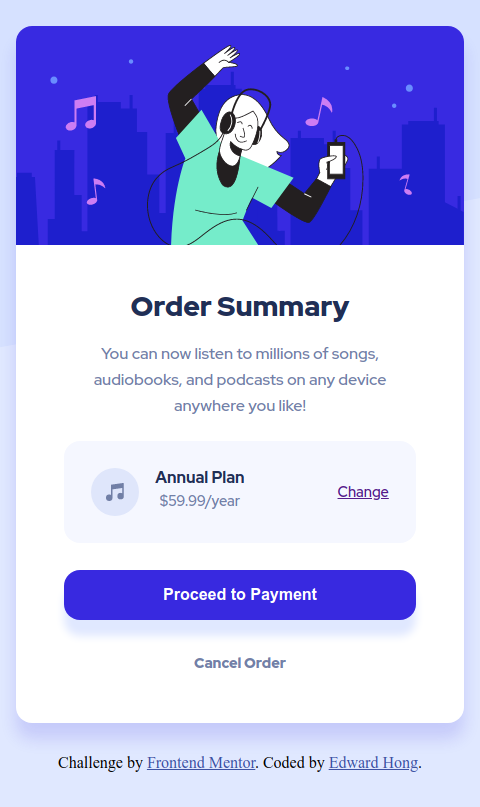 Order Summary
You can now listen to millions of songs,
audiobooks, and podcasts on any device
anywhere you like!
Annual Plan
$59.99/year
Change
Proceed to Payment
Cancel Order
Challenge by Frontend Mentor. Coded by Edward Hong.